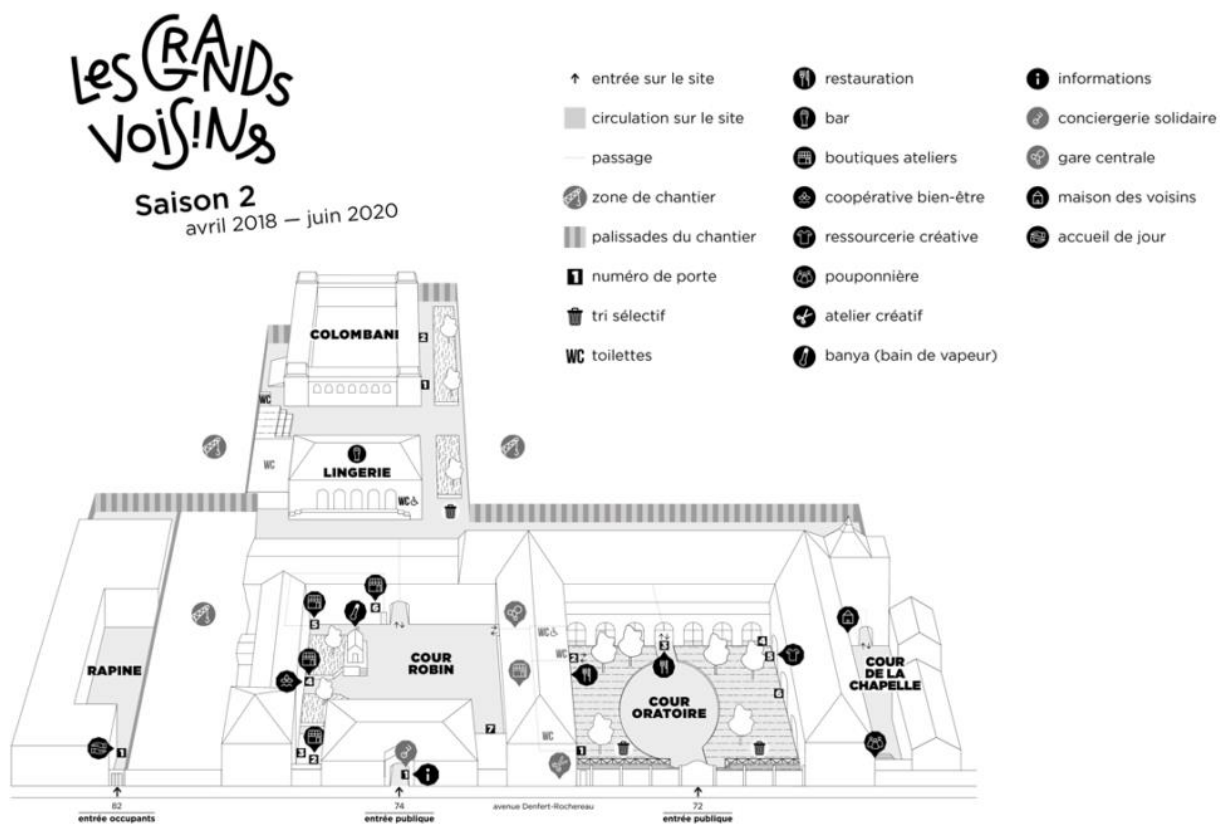 Les GRANDs
VoiSiNs
Saison 2
avril 2018 — juin 2020
entrée sur le site
circulation sur le site
passage
zone de chantier
palissades du chantier
1 numéro de porte
tri sélectif
WC toilettes
restauration
bar
boutiques ateliers
coopérative bien-être
ressourcerie créative
pouponnière
atelier créatif
banya (bain de vapeur)
i informations
conciergerie solidaire
gare centrale
maison des voisins
accueil de jour
COLOMBANI
2
1
WC
WC
LINGERIE
WC
6
5
4
3
2
RAPINE
1
COUR
ROBIN
7
1
i
WC
WC
WC
2
3
4
5
6
1
COUR
ORATOIRE
COUR
DE LA
CHAPELLE
82
entrée occupants
74
entrée publique
avenue Denfert-Rochereau
72
entrée publique